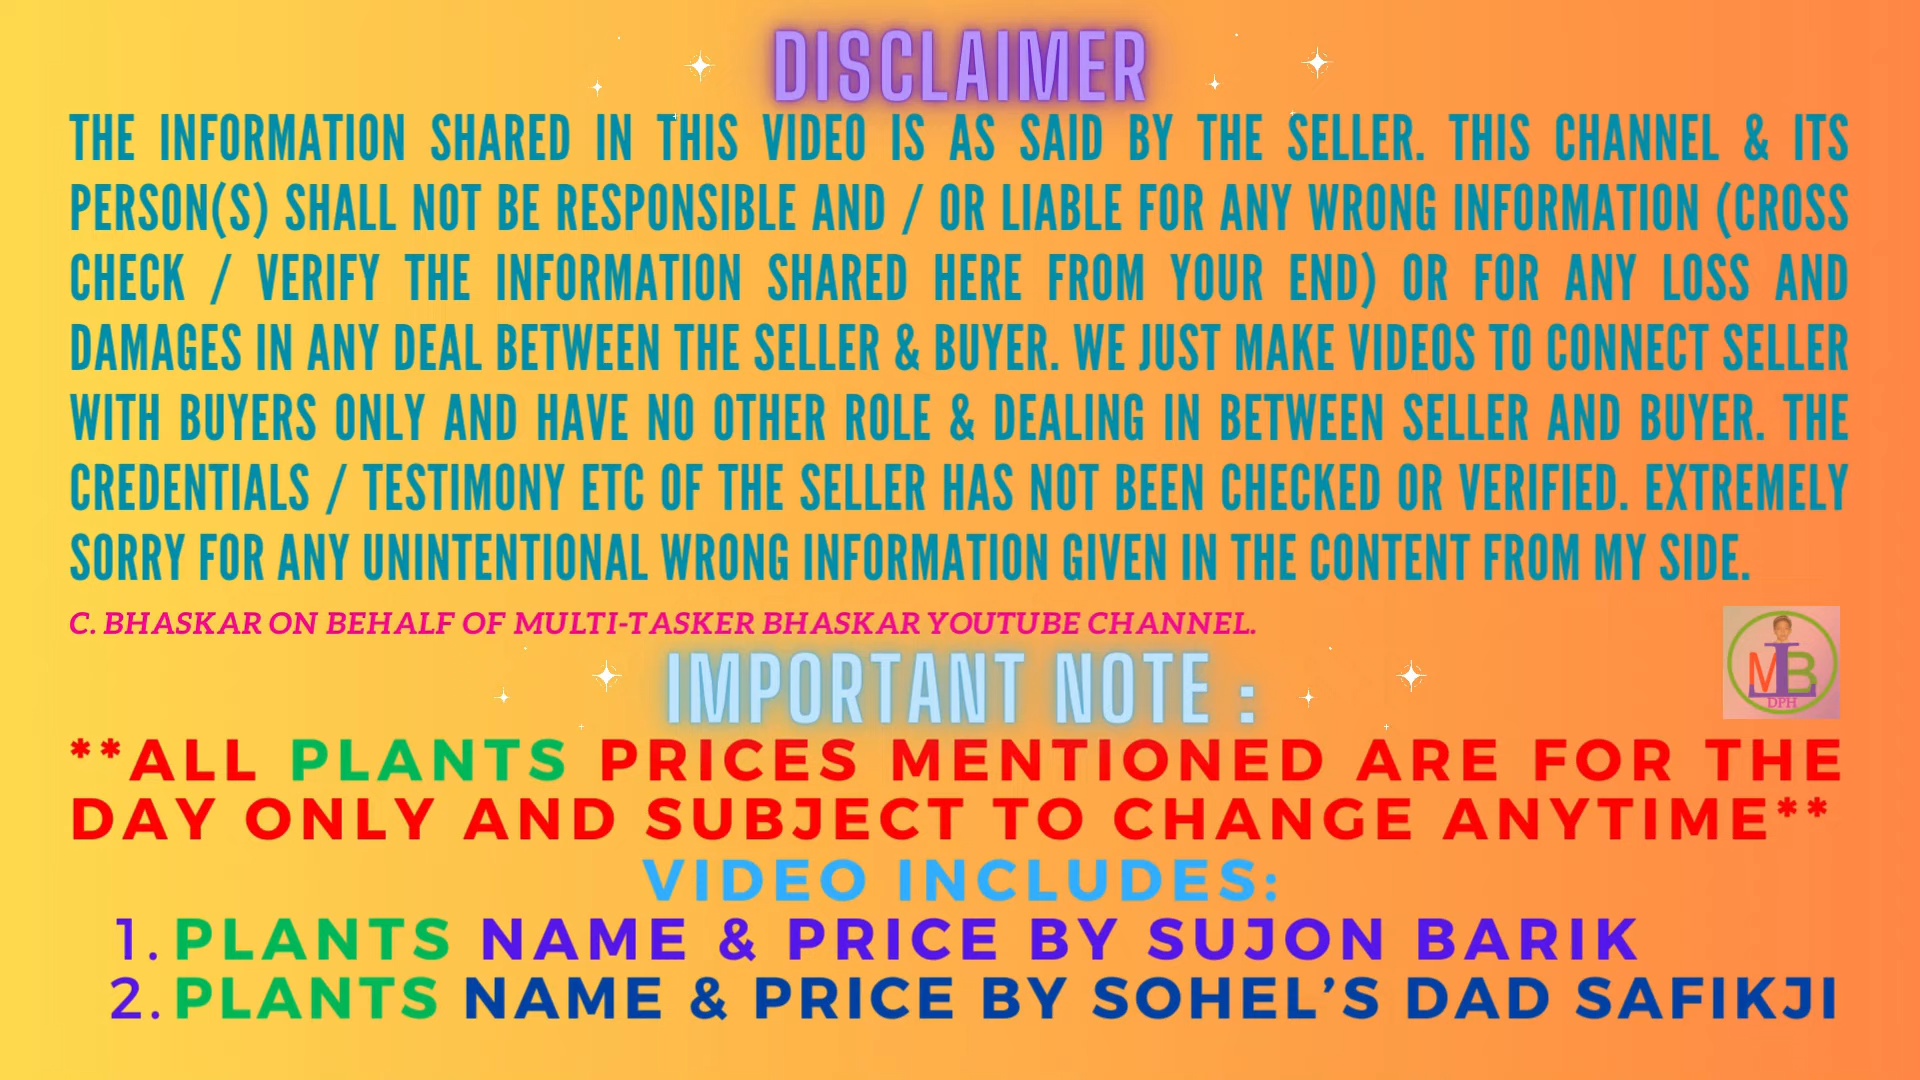 DISCLAIMER
THE INFORMATION SHARED IN THIS VIDEO IS AS SAID BY THE SELLER. THIS CHANNEL & ITS
PERSON(S) SHALL NOT BE RESPONSIBLE AND / OR LIABLE FOR ANY WRONG INFORMATION (CROSS
CHECK / VERIFY THE INFORMATION SHARED HERE FROM YOUR END) OR FOR ANY LOSS AND
DAMAGES IN ANY DEAL BETWEEN THE SELLER & BUYER. WE JUST MAKE VIDEOS TO CONNECT SELLER
WITH BUYERS ONLY AND HAVE NO OTHER ROLE & DEALING IN BETWEEN SELLER AND BUYER. THE
CREDENTIALS / TESTIMONY ETC OF THE SELLER HAS NOT BEEN CHECKED OR VERIFIED. EXTREMELY
SORRY FOR ANY UNINTENTIONAL WRONG INFORMATION GIVEN IN THE CONTENT FROM MY SIDE.
C. BHASKAR ON BEHALF OF MULTI-TASKER BHASKAR YOUTUBE CHANNEL.
MLB
DPH
IMPORTANT NOTE :
**ALL PLANTS PRICES MENTIONED ARE FOR THE
DAY ONLY AND SUBJECT TO CHANGE ANYTIME**
VIDEO INCLUDES:
1. PLANTS NAME & PRICE BY SUJON BARIK
2. PLANTS NAME & PRICE BY SOHEL'S DAD SAFIKJI